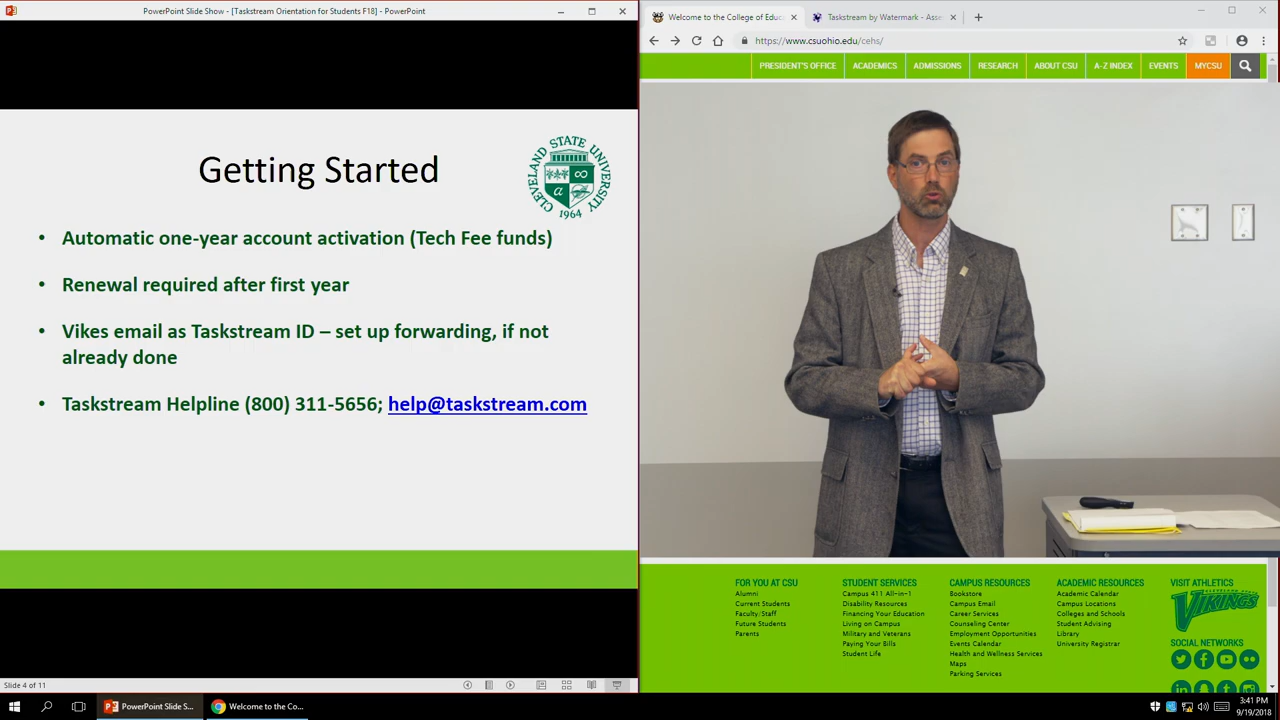 PowerPoint Slide Show - [Taskstream Orientation for Students F18] - PowerPoint
Getting Started
CLEVELAND STATE UNIVERSITY
1964
• Automatic one-year account activation (Tech Fee funds)
• Renewal required after first year
• Vikes email as Taskstream ID – set up forwarding, if not
already done
• Taskstream Helpline (800) 311-5656; help@taskstream.com
Slide 4 of 11
Welcome to the College of Educ
Taskstream by Watermark - Asse
https://www.csuohio.edu/cehs/
PRESIDENT'S OFFICE ACADEMICS ADMISSIONS RESEARCH ABOUT CSU A-Z INDEX EVENTS MYCSU
FOR YOU AT CSU
Alumni
Current Students
Faculty/Staff
Future Students
Parents
STUDENT SERVICES
Campus 411 All-in-1
Disability Resources
Financing Your Education
Living on Campus
Military and Veterans
Paying Your Bills
Student Life
CAMPUS RESOURCES
Bookstore
Campus Email
Career Services
Counseling Center
Employment Opportunities
Events Calendar
Health and Wellness Services
Maps
Parking Services
ACADEMIC RESOURCES
Academic Calendar
Campus Locations
Colleges and Schools
Student Advising
Library
University Registrar
VISIT ATHLETICS
VIKINGS
SOCIAL NETWORKS
PowerPoint Slide S...
Welcome to the Co...
3:41 PM
9/19/2018